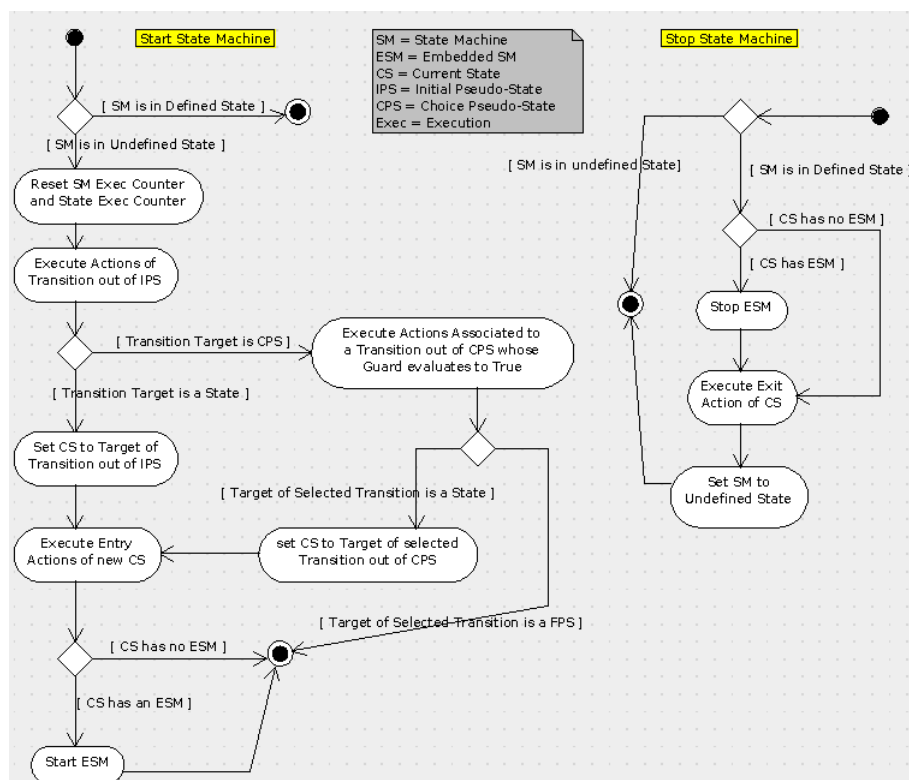 Start State Machine
SM = State Machine
ESM = Embedded SM
CS = Current State
IPS = Initial Pseudo-State
CPS = Choice Pseudo-State
Exec = Execution
Stop State Machine
[ SM is in Defined State ]
[ SM is in Undefined State ]
Reset SM Exec Counter
and State Exec Counter
Execute Actions of
Transition out of IPS
[ Transition Target is CPS ]
Execute Actions Associated to
a Transition out of CPS whose
Guard evaluates to True
[ Transition Target is a State ]
Set CS to Target of
Transition out of IPS
[ Target of Selected Transition is a State ]
Execute Entry
Actions of new CS
set CS to Target of selected
Transition out of CPS
[ Target of Selected Transition is a FPS ]
[ CS has no ESM ]
[ CS has an ESM ]
Start ESM
[ SM is in undefined State]
[ SM is in Defined State ]
[ CS has no ESM ]
[ CS has ESM ]
Stop ESM
Execute Exit
Action of CS
Set SM to
Undefined State